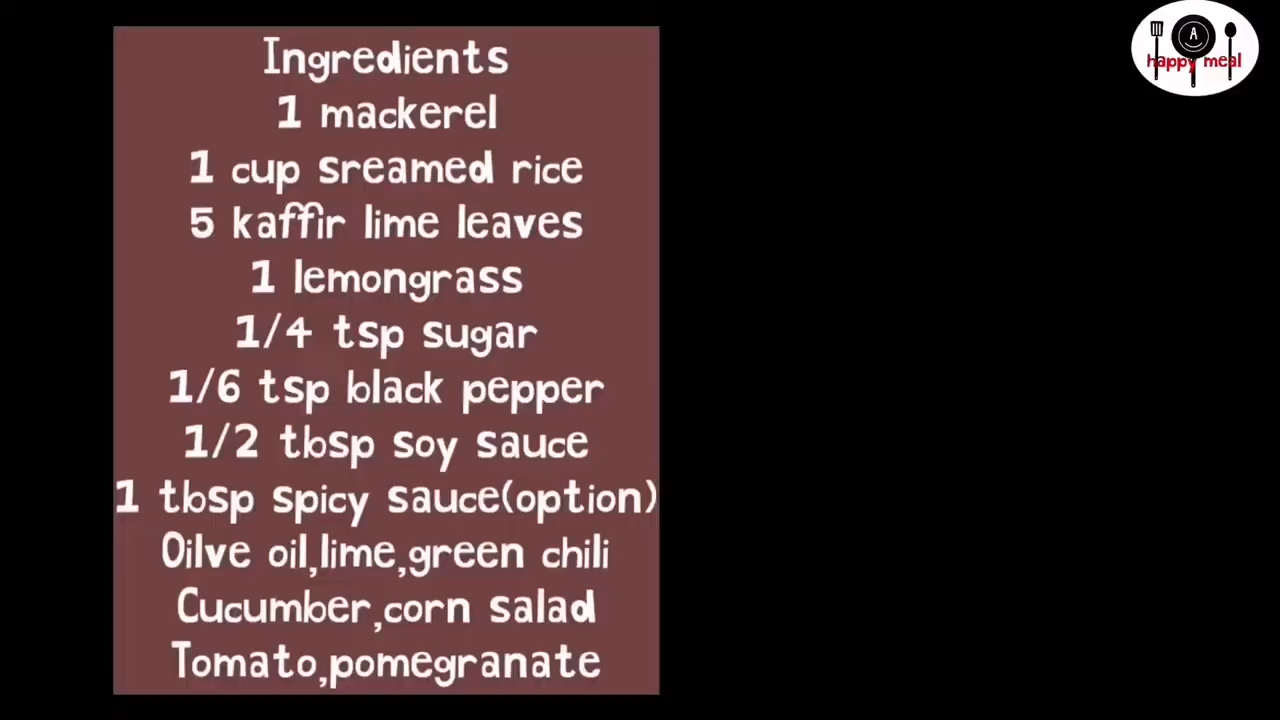 Ingredients
1 mackerel
1 cup sreamed rice
5 kaffir lime leaves
1 lemongrass
1/4 tsp sugar
1/6 tsp black pepper
1/2 tbsp soy sauce
1 tbsp spicy sauce(option)
Oilve oil,lime,green chili
Cucumber,corn salad
Tomato,pomegranate
A
happy meal